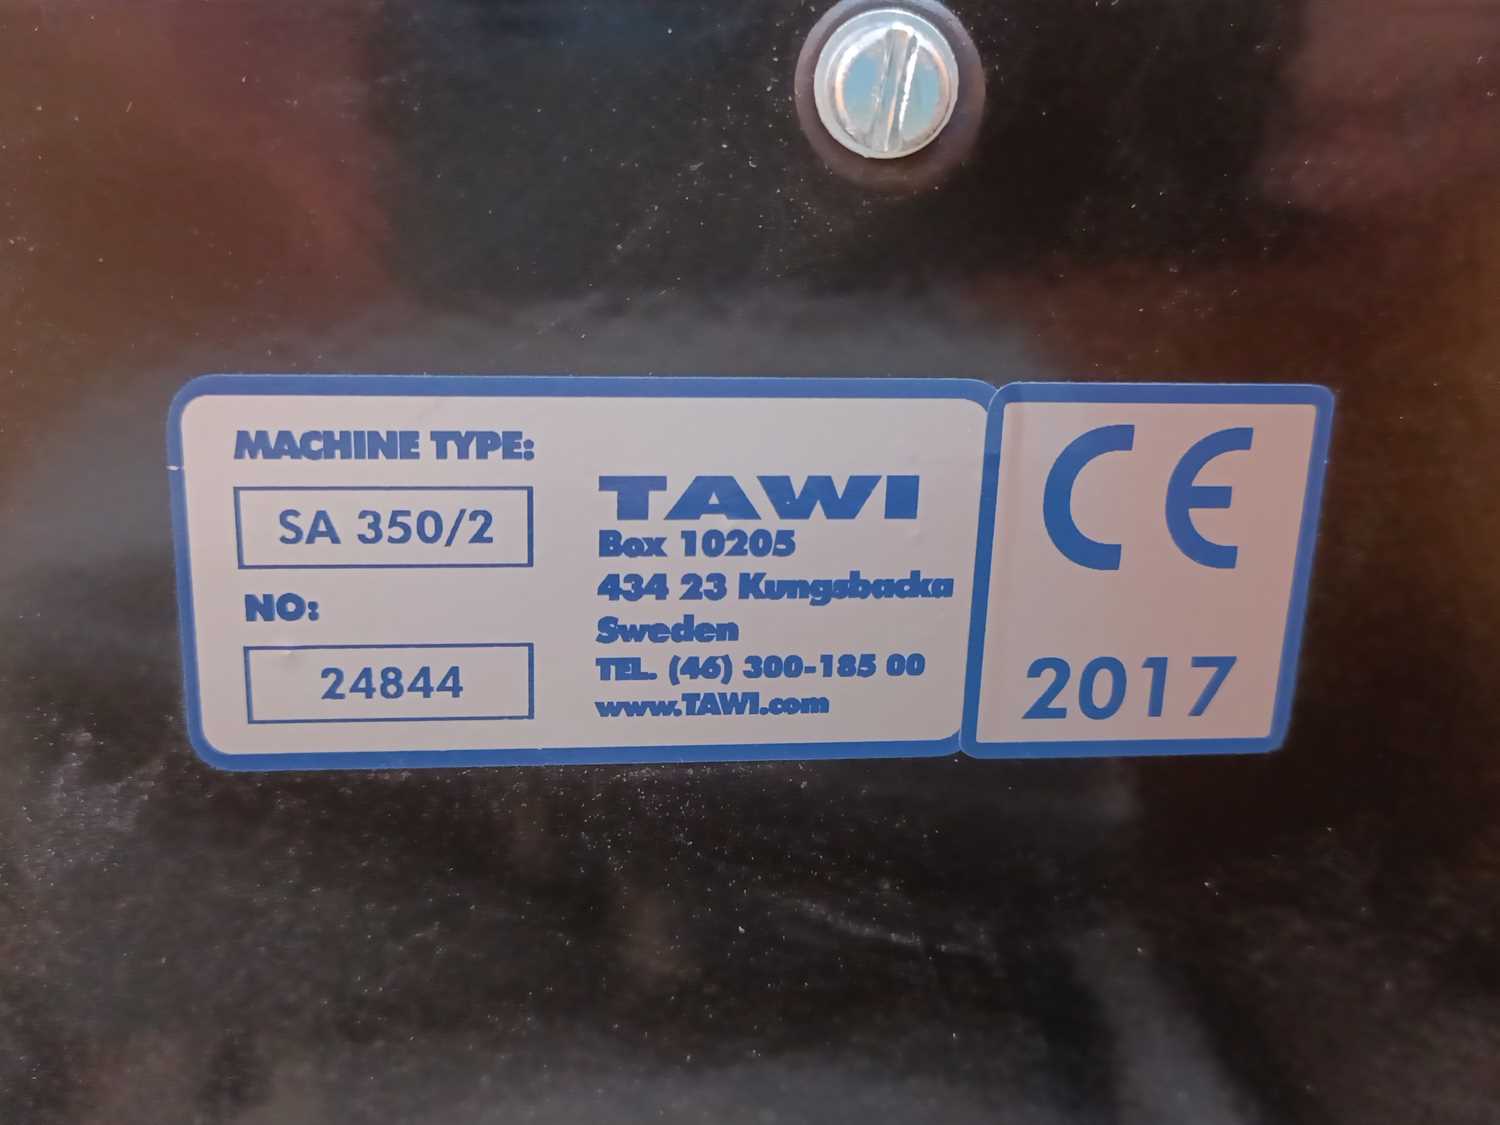 MACHINE TYPE:
SA 350/2
NO:
24844
TAWI
Box 10205
434 23 Kungsbacka
Sweden
TEL. (46) 300-185 00
www.TAWI.com
CE
2017